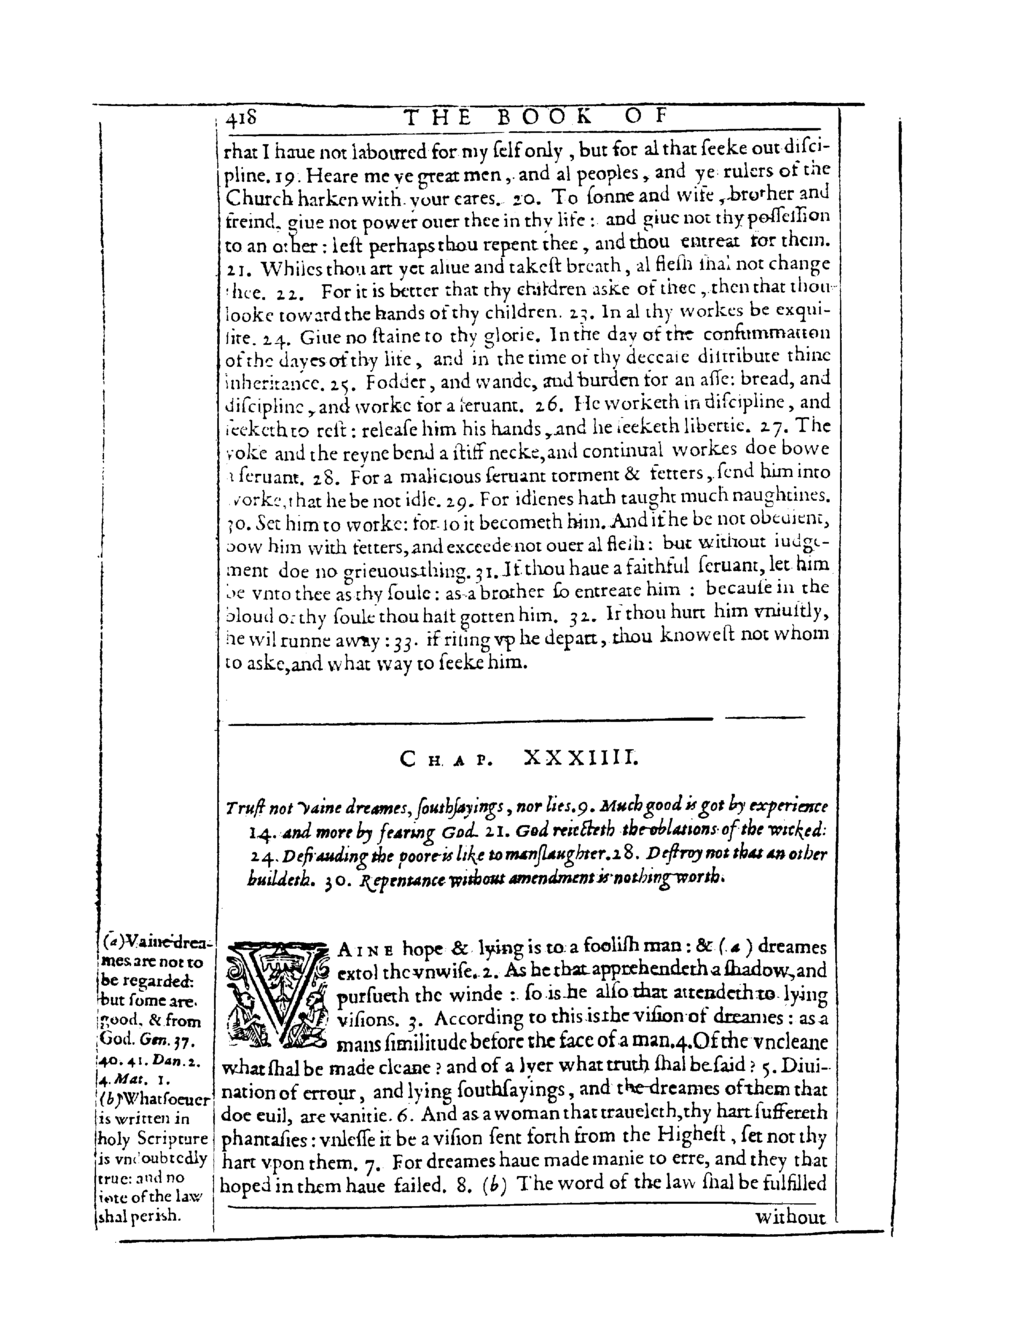 418 THE BOOK OF
that I haue not laboured for my ſelf only, but for al that ſeeke out diſci-
pline. 19. Heare me ye great men, and al peoples, and ye rulers of the
Church harken with your eares. 20. To ſonne and wife, brother and
freind, giue not power ouer thee in thy life: and giue not thy poſſeſſion
to an other: leſt perhaps thou repent thee, and thou entreat for them.
21. Whiles thou art yet aliue and takeſt breath, al fleſh ſhal not change
thee. 22. For it is better that thy children aske of thee, then that thou
looke toward the hands of thy children. 23. In al thy workes be exqui-
ſite. 24. Giue no ſtaine to thy glorie. In the day of the conſummation
of the dayes of thy life, and in the time of thy deceaſe diſtribute thine
inheritance. 25. Fodder, and wande, and burden for an aſſe: bread, and
diſcipline, and worke for a ſeruant. 26. He worketh in diſcipline, and
ſeeketh to reſt: releaſe him his hands, and he ſeeketh libertie. 27. The
yoke and the reyne bend a ſtiff necke, and continual workes doe bowe
a ſeruant. 28. For a malicious ſeruant torment & fetters, ſend him into
worke, that he be not idle. 29. For idlenes hath taught much naughtines.
30. Set him to worke: for ſo it becometh him. And if he be not obedient,
bow him with fetters, and exceede not ouer al fleſh: but without iudge-
ment doe no grieuous thing. 31. If thou haue a faithful ſeruant, let him
be vnto thee as thy ſoule: as a brother ſo entreate him: becauſe in the
bloud of thy ſoule thou haſt gotten him. 32. If thou hurt him vniuſtly,
he wil runne away: 33. if riſing vp he depart, thou knoweſt not whom
to aske, and what way to ſeeke him.
CHAP. XXXIIII.
Truſt not vaine dreames, ſouthſayings, nor lies. 9. Much good is got by experience
14. and more by fearing God. 21. God reiecteth the oblations of the wicked:
24. Defrauding the poore is like to manſlaughter. 28. Deſtroy not that an other
buildeth. 30. Repentance without amendment is nothing worth.
VAINE hope & lying is to a fooliſh man: & (a) dreames
extol the vnwiſe. 2. As he that apprehendeth a ſhadow, and
purſueth the winde: ſo is he alſo that attendeth to lying
viſions. 3. According to this is the viſion of dreames: as a
mans ſimilitude before the face of a man. 4. Of the vncleane
what ſhal be made cleane? and of a lyer what truth ſhal be ſaid? 5. Diui-
nation of errour, and lying ſouthſayings, and the dreames of them that
doe euil, are vanitie. 6. And as a woman that traueleth, thy hart ſuffereth
phantaſies: vnleſſe it be a viſion ſent forth from the Higheſt, ſet not thy
hart vpon them. 7. For dreames haue made manie to erre, and they that
hoped in them haue failed. 8. (b) The word of the law ſhal be fulfilled
without
(a) Vaine drea-
mes are not to
be regarded:
but ſome are
good, & from
God. Gen. 37.
40. 41. Dan. 2.
4. Mat. 1.
(b) Whatſoeuer
is written in
holy Scripture
is vndoubtedly
true: and no
iote of the law
shal perish.